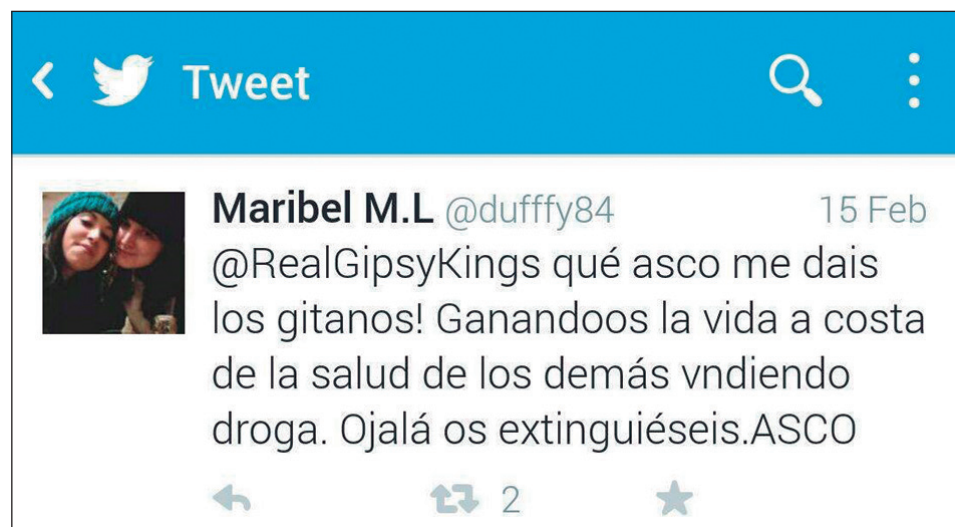 Tweet
Maribel M.L @dufffy84 15 Feb
@RealGipsyKings qué asco me dais
los gitanos! Ganandoos la vida a costa
de la salud de los demás vndiendo
droga. Ojalá os extinguiéseis.ASCO
2